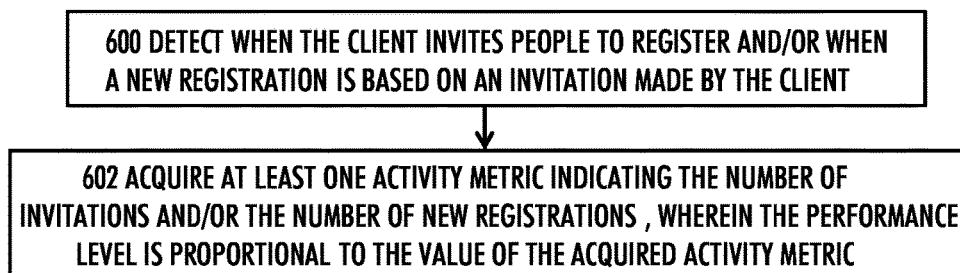 600 DETECT WHEN THE CLIENT INVITES PEOPLE TO REGISTER AND/OR WHEN
A NEW REGISTRATION IS BASED ON AN INVITATION MADE BY THE CLIENT
602 ACQUIRE AT LEAST ONE ACTIVITY METRIC INDICATING THE NUMBER OF
INVITATIONS AND/OR THE NUMBER OF NEW REGISTRATIONS , WHEREIN THE PERFORMANCE
LEVEL IS PROPORTIONAL TO THE VALUE OF THE ACQUIRED ACTIVITY METRIC